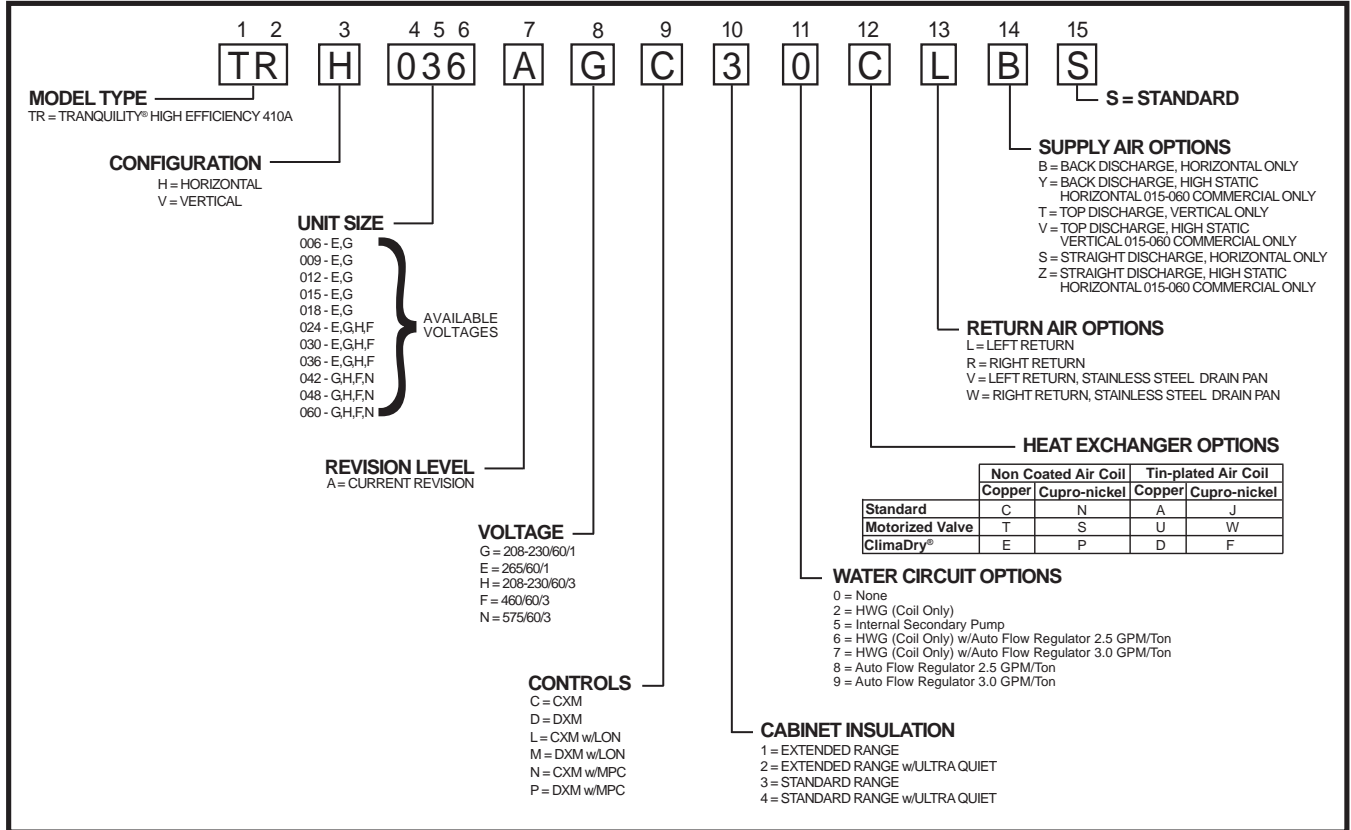 1 2 3 4 5 6 7 8 9 10 11 12 13 14 15
TR H 036 A G C 3 0 C L B S
MODEL TYPE
TR = TRANQUILITY® HIGH EFFICIENCY 410A
CONFIGURATION
H = HORIZONTAL
V = VERTICAL
UNIT SIZE
006 - E,G
009 - E,G
012 - E,G
015 - E,G
018 - E,G
024 - E,G,H,F
030 - E,G,H,F
036 - E,G,H,F
042 - G,H,F,N
048 - G,H,F,N
060 - G,H,F,N
AVAILABLE
VOLTAGES
REVISION LEVEL
A = CURRENT REVISION
VOLTAGE
G = 208-230/60/1
E = 265/60/1
H = 208-230/60/3
F = 460/60/3
N = 575/60/3
CONTROLS
C = CXM
D = DXM
L = CXM w/LON
M = DXM w/LON
N = CXM w/MPC
P = DXM w/MPC
S = STANDARD
SUPPLY AIR OPTIONS
B = BACK DISCHARGE, HORIZONTAL ONLY
Y = BACK DISCHARGE, HIGH STATIC
HORIZONTAL 015-060 COMMERCIAL ONLY
T = TOP DISCHARGE, VERTICAL ONLY
V = TOP DISCHARGE, HIGH STATIC
VERTICAL 015-060 COMMERCIAL ONLY
S = STRAIGHT DISCHARGE, HORIZONTAL ONLY
Z = STRAIGHT DISCHARGE, HIGH STATIC
HORIZONTAL 015-060 COMMERCIAL ONLY
RETURN AIR OPTIONS
L = LEFT RETURN
R = RIGHT RETURN
V = LEFT RETURN, STAINLESS STEEL DRAIN PAN
W = RIGHT RETURN, STAINLESS STEEL DRAIN PAN
HEAT EXCHANGER OPTIONS
Non Coated Air Coil Tin-plated Air Coil
Copper Cupro-nickel Copper Cupro-nickel
Standard C N A J
Motorized Valve T S U W
ClimaDry® E P D F
WATER CIRCUIT OPTIONS
0 = None
2 = HWG (Coil Only)
5 = Internal Secondary Pump
6 = HWG (Coil Only) w/Auto Flow Regulator 2.5 GPM/Ton
7 = HWG (Coil Only) w/Auto Flow Regulator 3.0 GPM/Ton
8 = Auto Flow Regulator 2.5 GPM/Ton
9 = Auto Flow Regulator 3.0 GPM/Ton
CABINET INSULATION
1 = EXTENDED RANGE
2 = EXTENDED RANGE w/ULTRA QUIET
3 = STANDARD RANGE
4 = STANDARD RANGE w/ULTRA QUIET